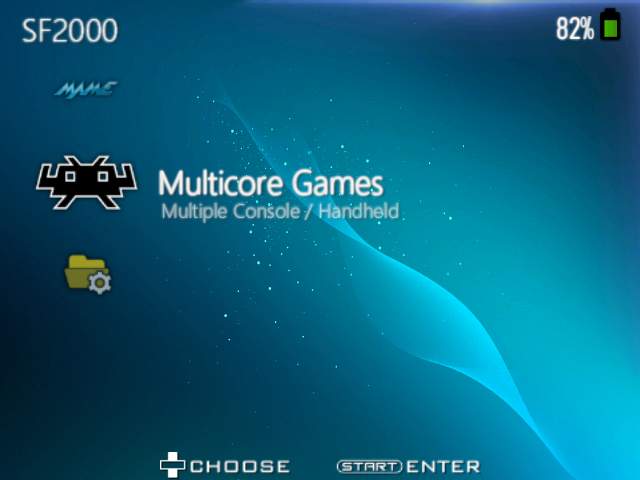 SF2000
82%
MAME
Multicore Games
Multiple Console / Handheld
CHOOSE
START ENTER